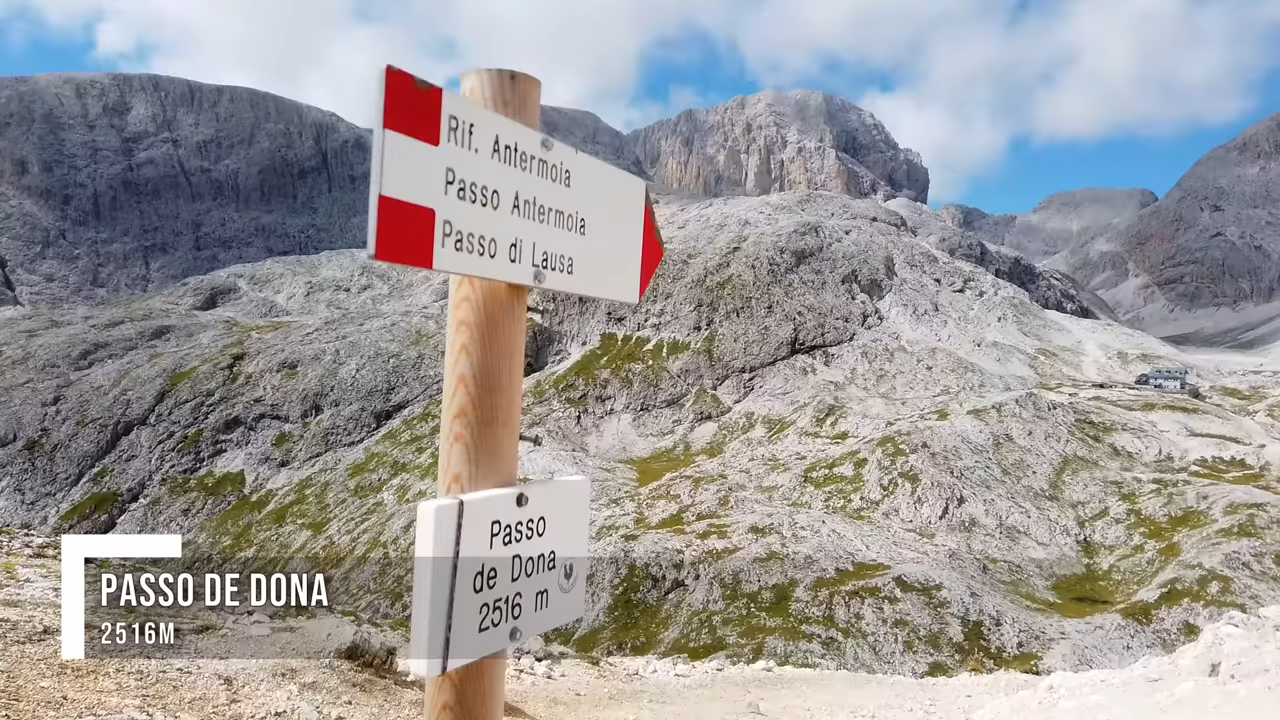 Rif. Antermoia
Passo Antermoia
Passo di Lausa
Passo
de Dona
2516 m
PASSO DE DONA
2516M